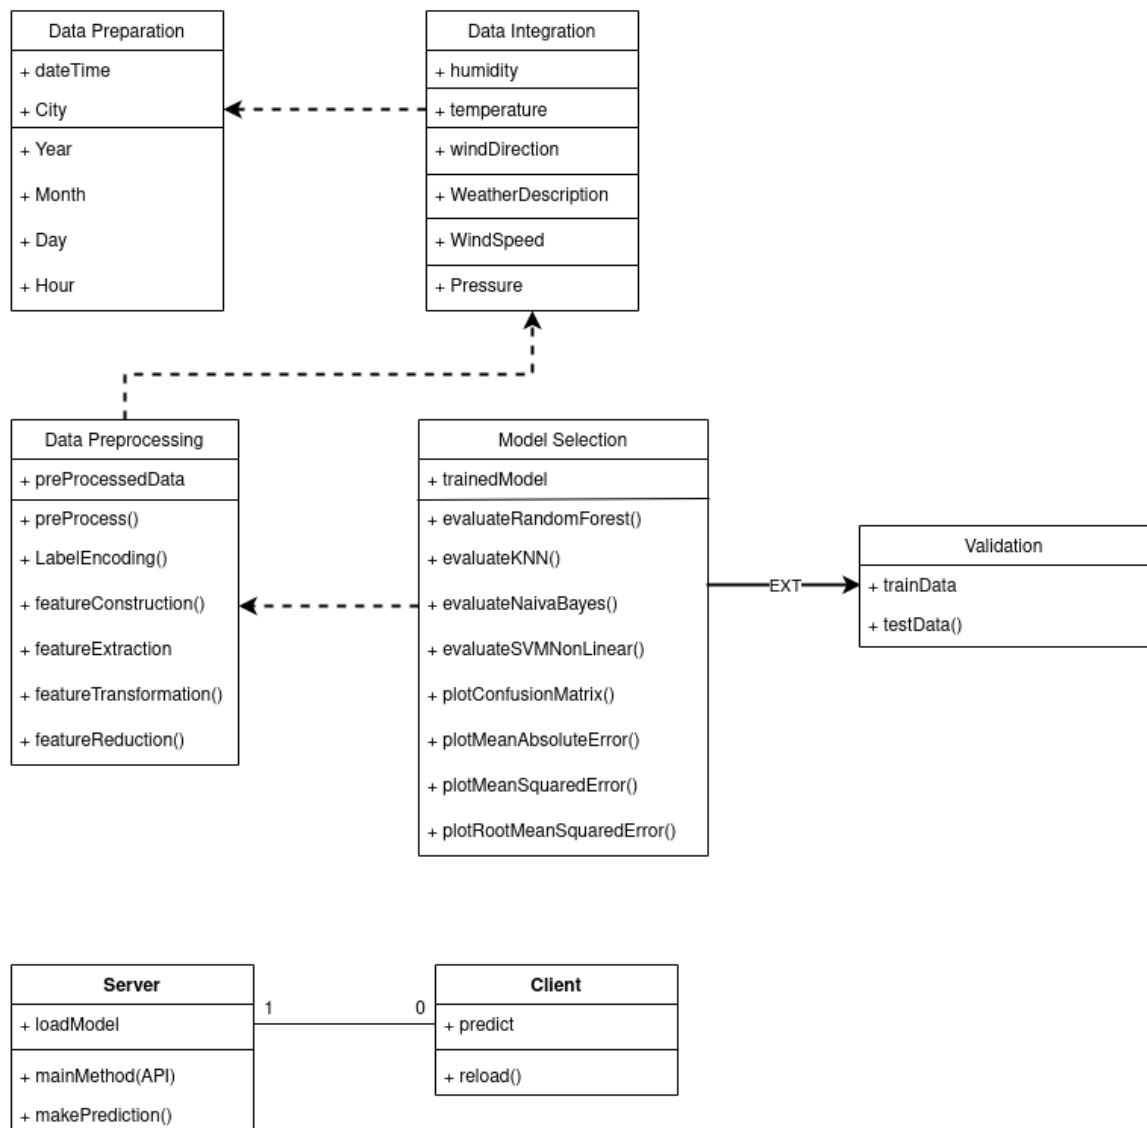 Data Preparation
+ dateTime
+ City
+ Year
+ Month
+ Day
+ Hour
Data Integration
+ humidity
+ temperature
+ windDirection
+ WeatherDescription
+ WindSpeed
+ Pressure
Data Preprocessing
+ preProcessedData
+ preProcess()
+ LabelEncoding()
+ featureConstruction()
+ featureExtraction
+ featureTransformation()
+ featureReduction()
Model Selection
+ trainedModel
+ evaluateRandomForest()
+ evaluateKNN()
+ evaluateNaivaBayes()
+ evaluateSVMNonLinear()
+ plotConfusionMatrix()
+ plotMeanAbsoluteError()
+ plotMeanSquaredError()
+ plotRootMeanSquaredError()
EXT
Validation
+ trainData
+ testData()
Server
+ loadModel
+ mainMethod(API)
+ makePrediction()
1
0
Client
+ predict
+ reload()